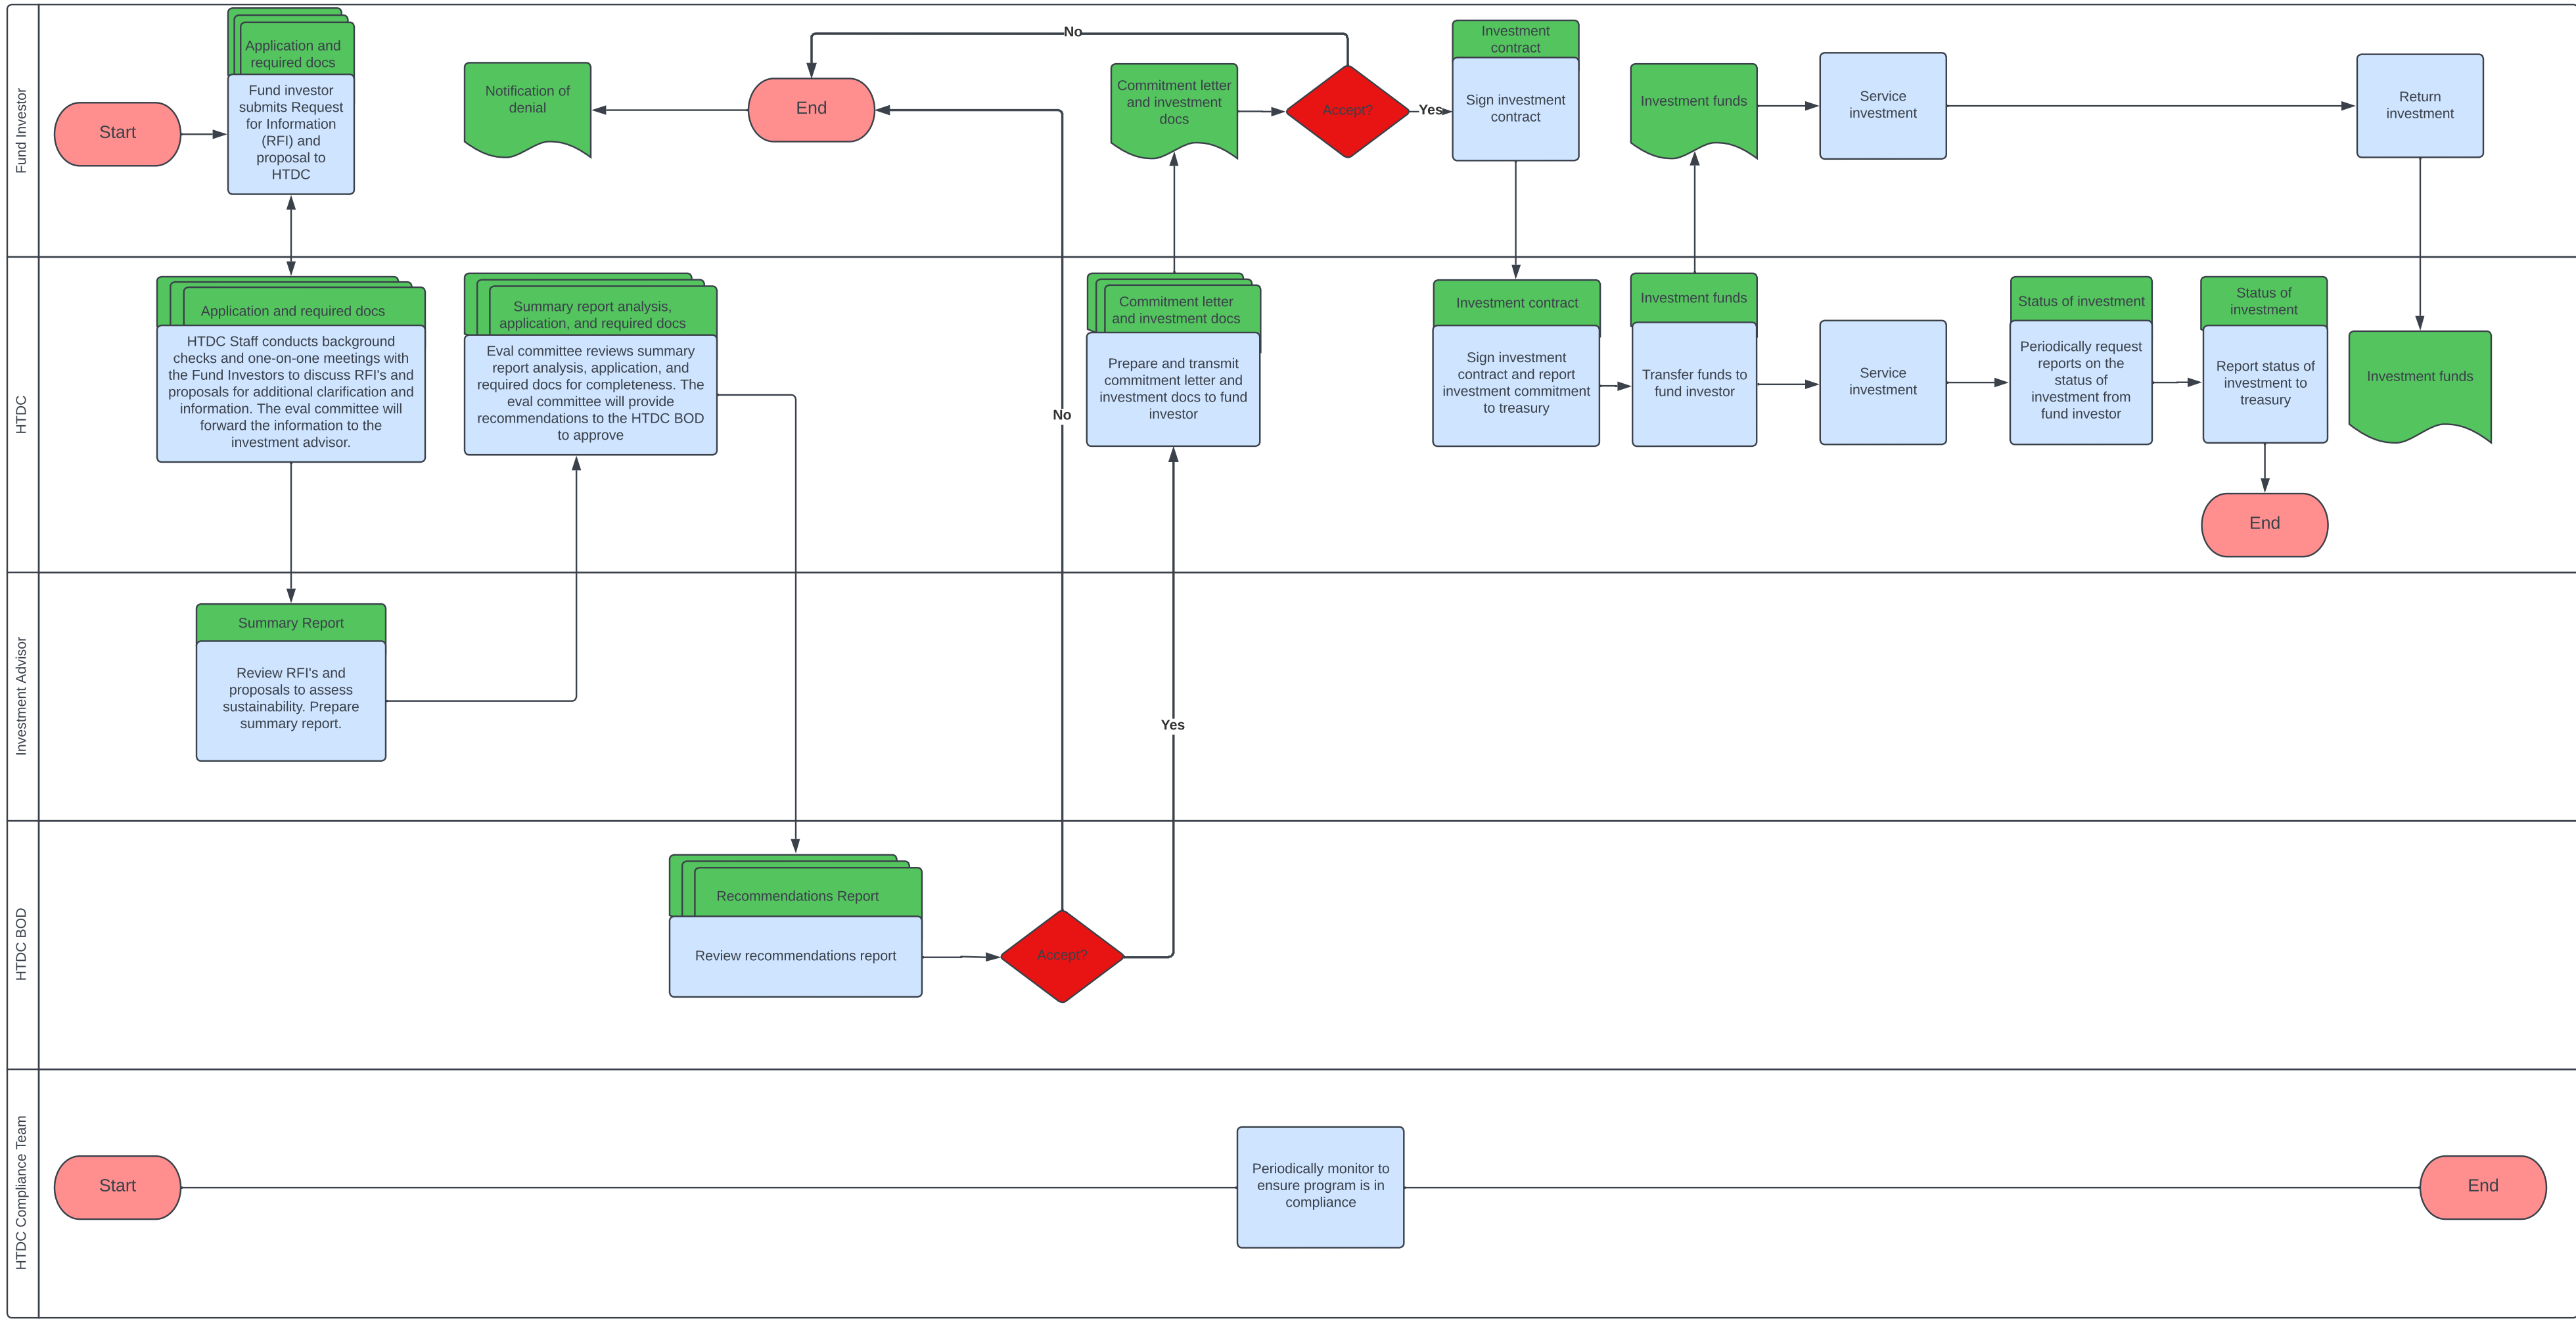 Fund Investor
Start
Application and
required docs
Fund investor
submits Request
for Information
(RFI) and
proposal to
HTDC
Notification of
denial
End
No
Commitment letter
and investment
docs
Accept?
Yes
Investment
contract
Sign investment
contract
Investment funds
Service
investment
Return
investment
HTDC
Application and required docs
HTDC Staff conducts background
checks and one-on-one meetings with
the Fund Investors to discuss RFI's and
proposals for additional clarification and
information. The eval committee will
forward the information to the
investment advisor.
Summary report analysis,
application, and required docs
Eval committee reviews summary
report analysis, application, and
required docs for completeness. The
eval committee will provide
recommendations to the HTDC BOD
to approve
No
Commitment letter
and investment docs
Prepare and transmit
commitment letter and
investment docs to fund
investor
Investment contract
Sign investment
contract and report
investment commitment
to treasury
Investment funds
Transfer funds to
fund investor
Service
investment
Status of investment
Periodically request
reports on the
status of
investment from
fund investor
Status of
investment
Report status of
investment to
treasury
Investment funds
End
Investment Advisor
Summary Report
Review RFI's and
proposals to assess
sustainability. Prepare
summary report.
Yes
HTDC BOD
Recommendations Report
Review recommendations report
Accept?
HTDC Compliance Team
Start
Periodically monitor to
ensure program is in
compliance
End